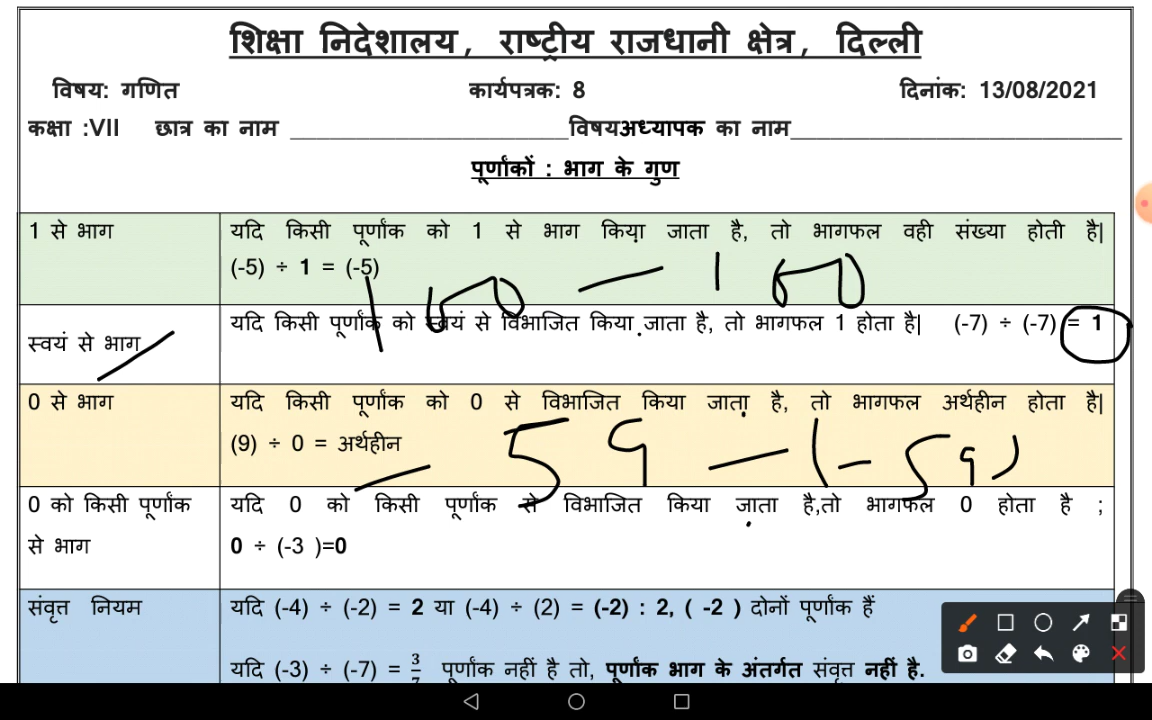 शिक्षा निदेशालय, राष्ट्रीय राजधानी क्षेत्र, दिल्ली
विषय: गणित कार्यपत्रक: 8 दिनांक: 13/08/2021
कक्षा :VII छात्र का नाम ____________________ विषयअध्यापक का नाम____________________
पूर्णांकों : भाग के गुण
1 से भाग
यदि किसी पूर्णांक को 1 से भाग किया जाता है, तो भागफल वही संख्या होती है|
(-5) ÷ 1 = (-5)
स्वयं से भाग
यदि किसी पूर्णांक को स्वयं से विभाजित किया जाता है, तो भागफल 1 होता है| (-7) ÷ (-7) = 1
0 से भाग
यदि किसी पूर्णांक को 0 से विभाजित किया जाता है, तो भागफल अर्थहीन होता है|
(9) ÷ 0 = अर्थहीन
- 59 - (-59)
0 को किसी पूर्णांक
से भाग
यदि 0 को किसी पूर्णांक से विभाजित किया जाता है,तो भागफल 0 होता है ;
0 ÷ (-3 )=0
संवृत्त नियम
यदि (-4) ÷ (-2) = 2 या (-4) ÷ (2) = (-2) : 2, ( -2 ) दोनों पूर्णांक हैं
यदि (-3) ÷ (-7) = 3/7 पूर्णांक नहीं है तो, पूर्णांक भाग के अंतर्गत संवृत्त नहीं है.